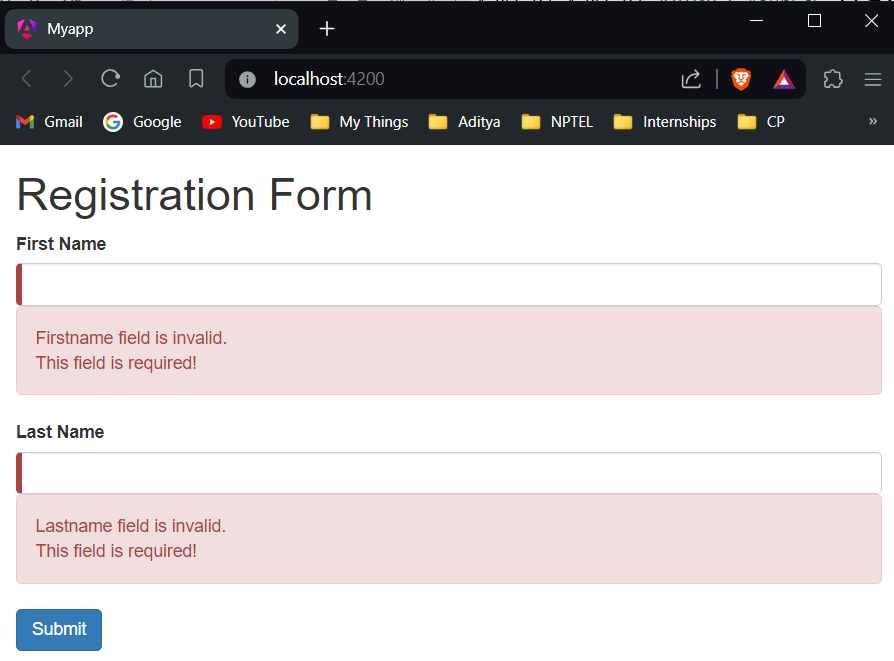 Myapp
localhost:4200
Gmail Google YouTube My Things Aditya NPTEL Internships CP »
Registration Form
First Name
Firstname field is invalid.
This field is required!
Last Name
Lastname field is invalid.
This field is required!
Submit